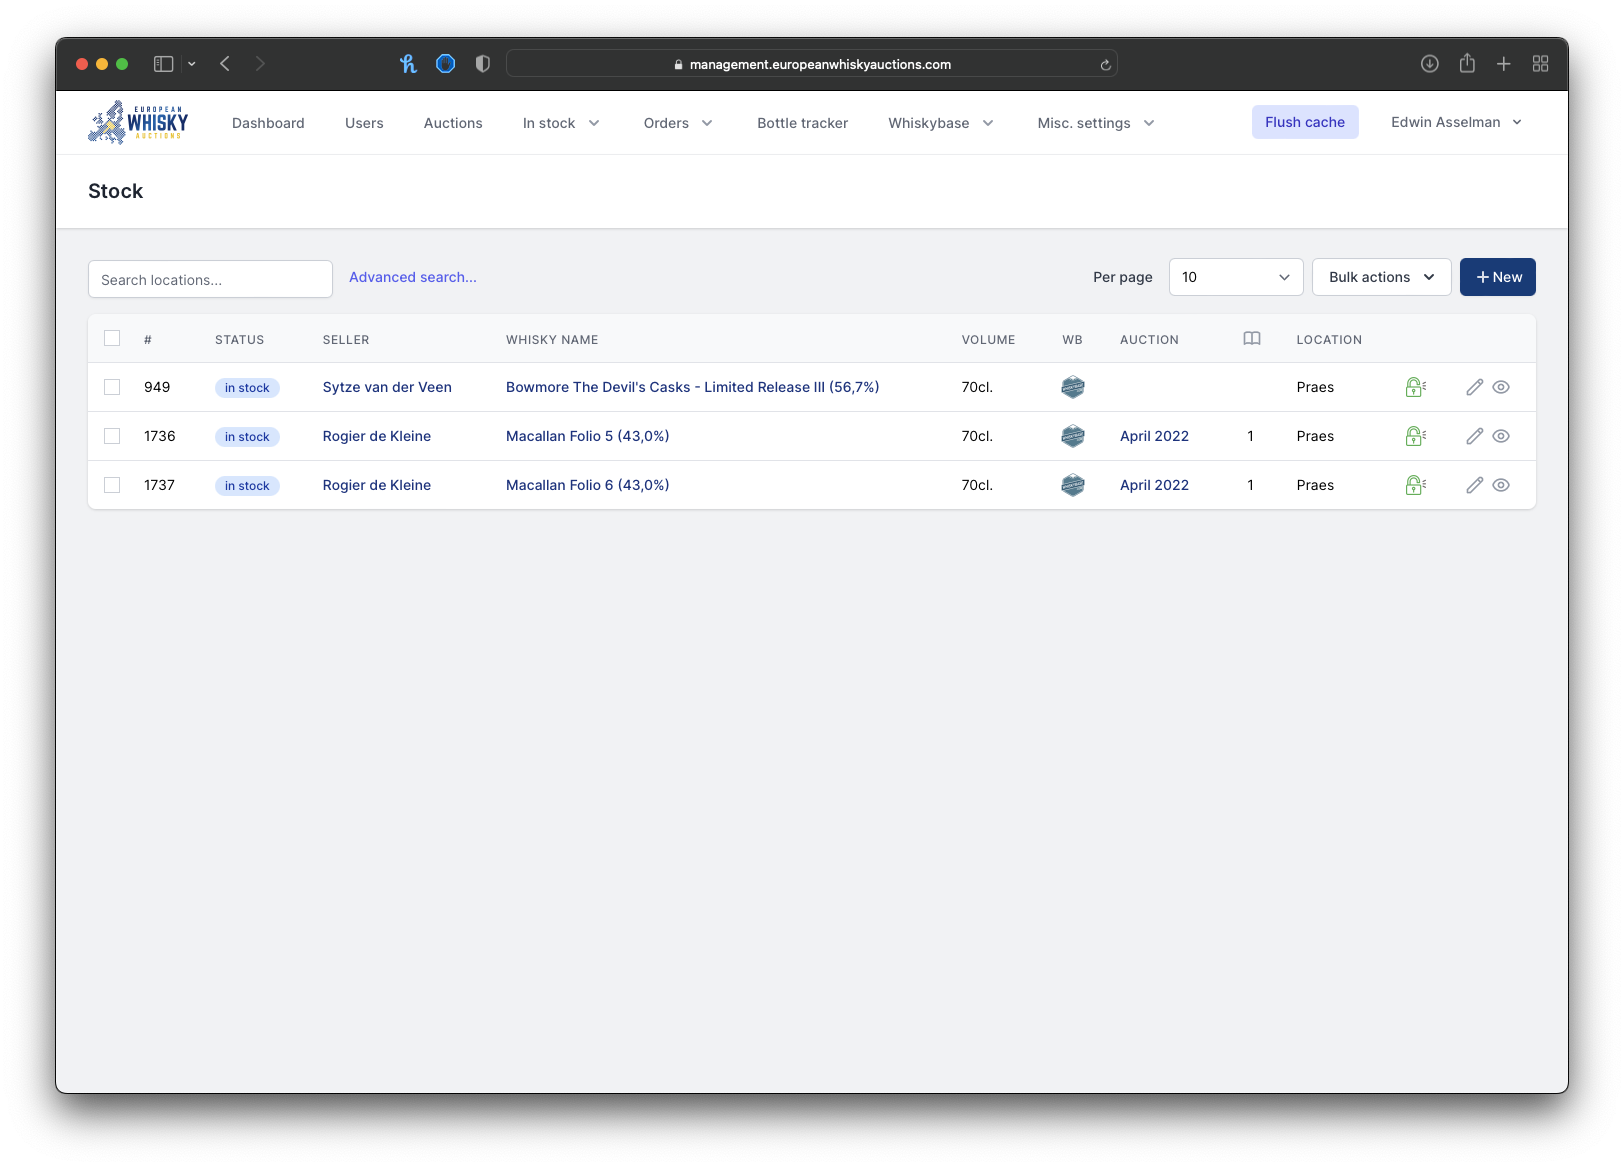 management.europeanwhiskyauctions.com
EUROPEAN
WHISKY
AUCTIONS
Dashboard Users Auctions In stock Orders Bottle tracker Whiskybase Misc. settings Flush cache Edwin Asselman
Stock
Search locations... Advanced search... Per page 10 Bulk actions + New
# STATUS SELLER WHISKY NAME VOLUME WB AUCTION LOCATION
949 in stock Sytze van der Veen Bowmore The Devil's Casks - Limited Release III (56,7%) 70cl. Praes
1736 in stock Rogier de Kleine Macallan Folio 5 (43,0%) 70cl. April 2022 1 Praes
1737 in stock Rogier de Kleine Macallan Folio 6 (43,0%) 70cl. April 2022 1 Praes